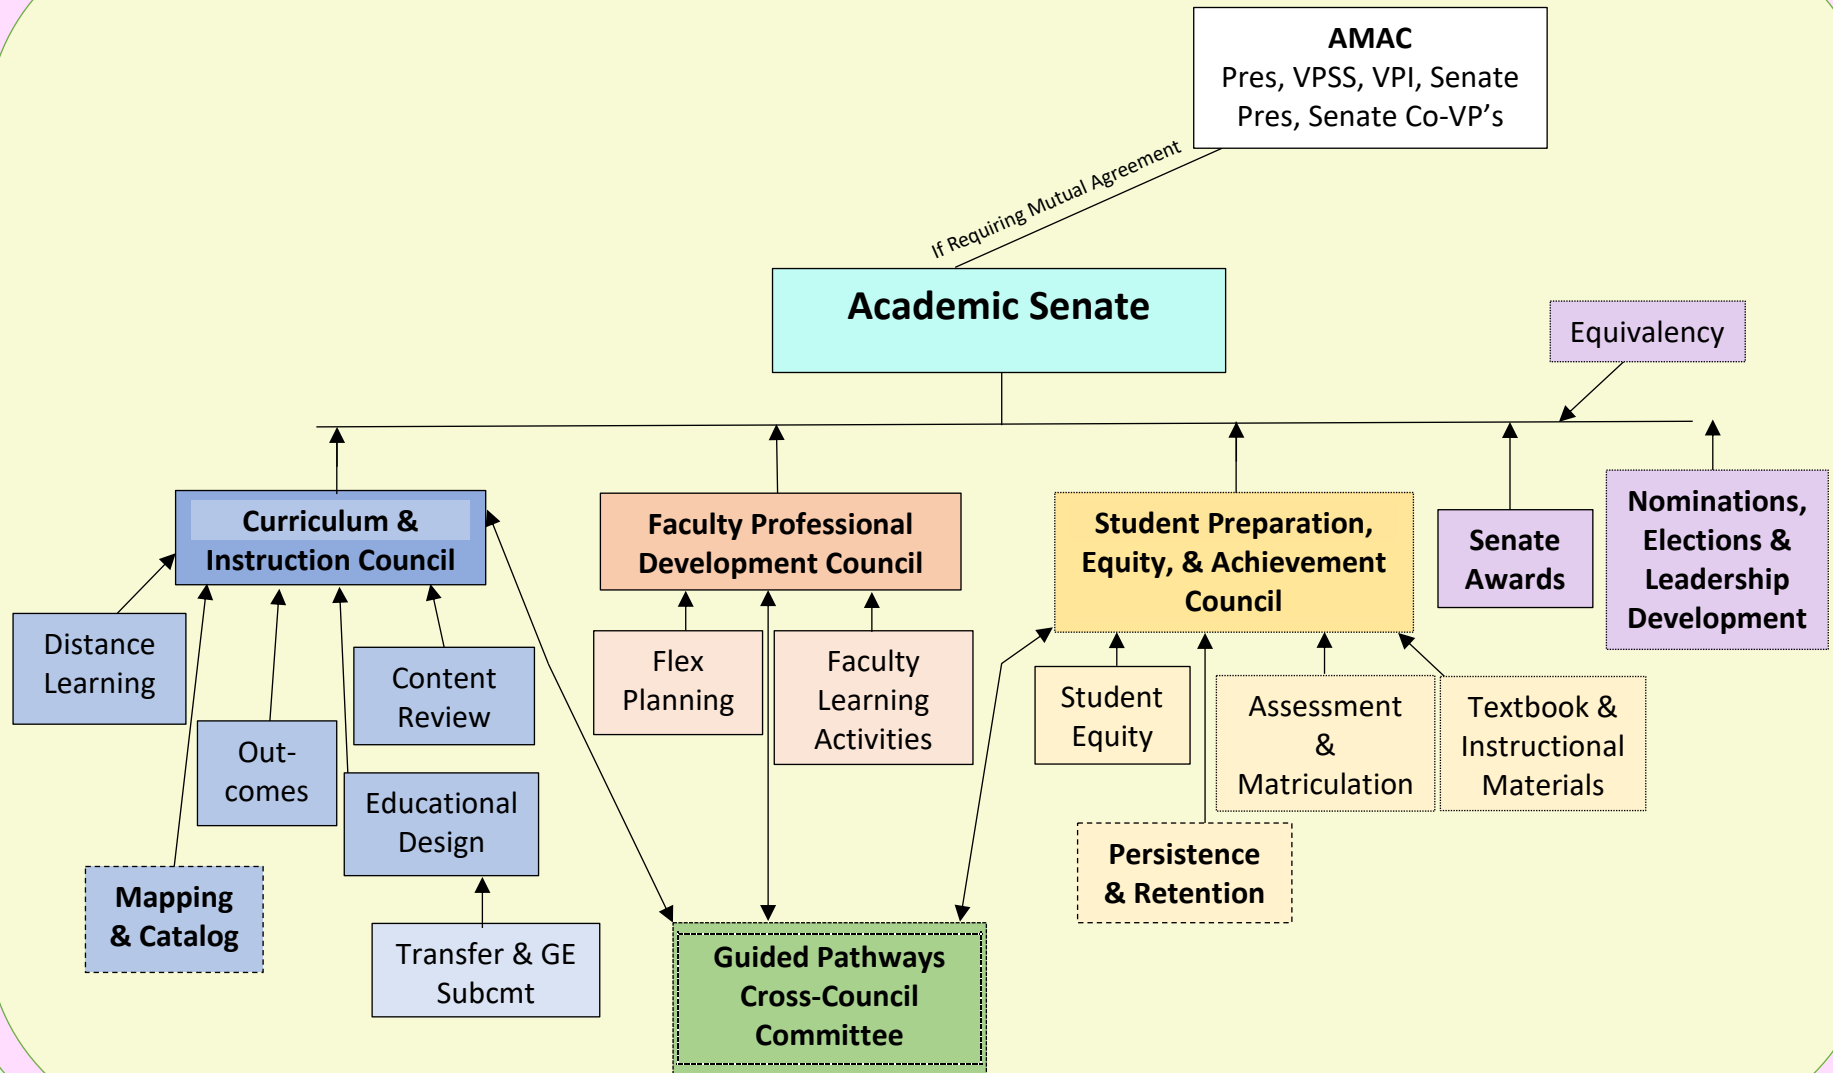 AMAC
Pres, VPSS, VPI, Senate
Pres, Senate Co-VP’s
If Requiring Mutual Agreement
Academic Senate
Equivalency
Curriculum &
Instruction Council
Faculty Professional
Development Council
Student Preparation,
Equity, & Achievement
Council
Senate
Awards
Nominations,
Elections &
Leadership
Development
Distance
Learning
Out-
comes
Content
Review
Educational
Design
Mapping
& Catalog
Transfer & GE
Subcmt
Flex
Planning
Faculty
Learning
Activities
Student
Equity
Assessment
&
Matriculation
Textbook &
Instructional
Materials
Persistence
& Retention
Guided Pathways
Cross-Council
Committee